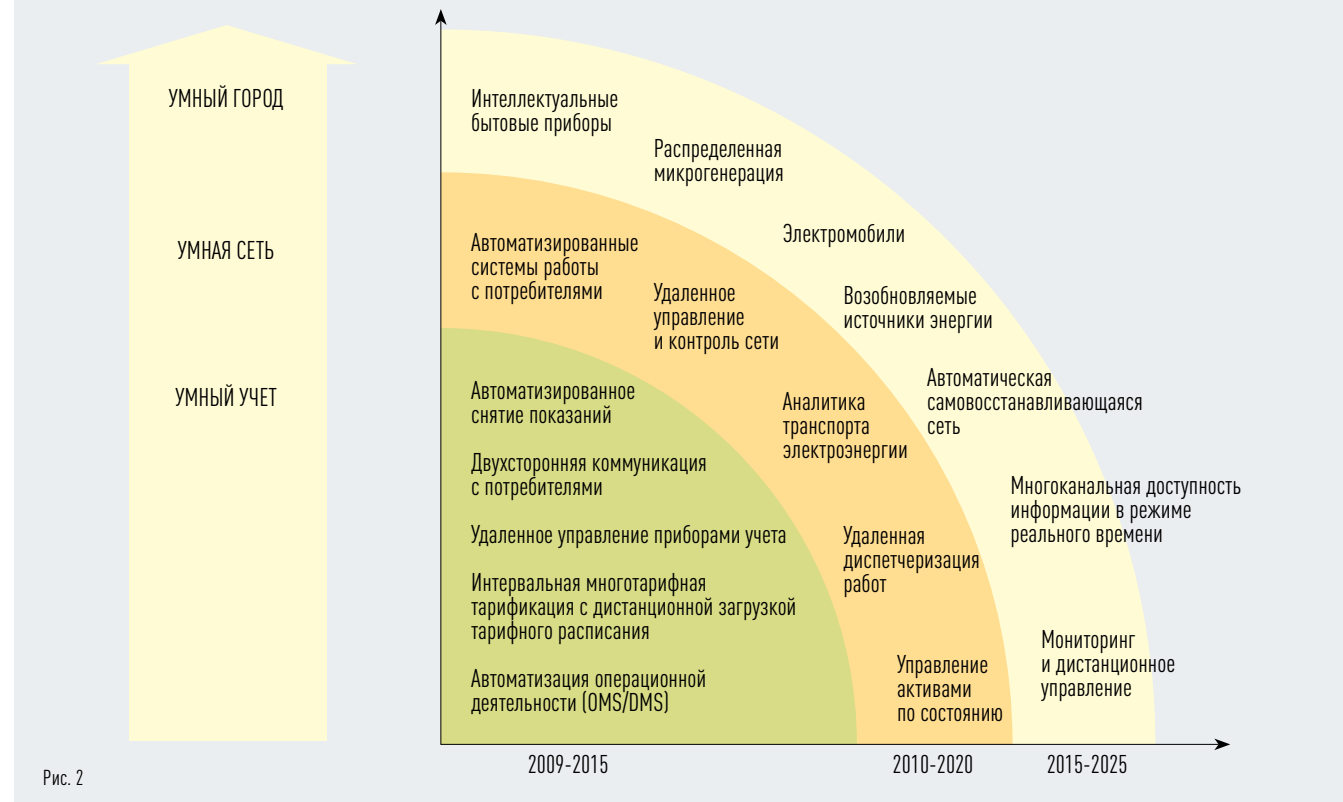 УМНЫЙ ГОРОД
УМНАЯ СЕТЬ
УМНЫЙ УЧЕТ
Интеллектуальные
бытовые приборы
Распределенная
микрогенерация
Электромобили
Возобновляемые
источники энергии
Автоматическая
самовосстанавливающаяся
сеть
Многоканальная доступность
информации в режиме
реального времени
Мониторинг
и дистанционное
управление
Автоматизированные
системы работы
с потребителями
Удаленное
управление
и контроль сети
Аналитика
транспорта
электроэнергии
Удаленная
диспетчеризация
работ
Управление
активами
по состоянию
Автоматизированное
снятие показаний
Двухсторонняя коммуникация
с потребителями
Удаленное управление приборами учета
Интервальная многотарифная
тарификация с дистанционной загрузкой
тарифного расписания
Автоматизация операционной
деятельности (OMS/DMS)
2009-2015
2010-2020
2015-2025
Рис. 2